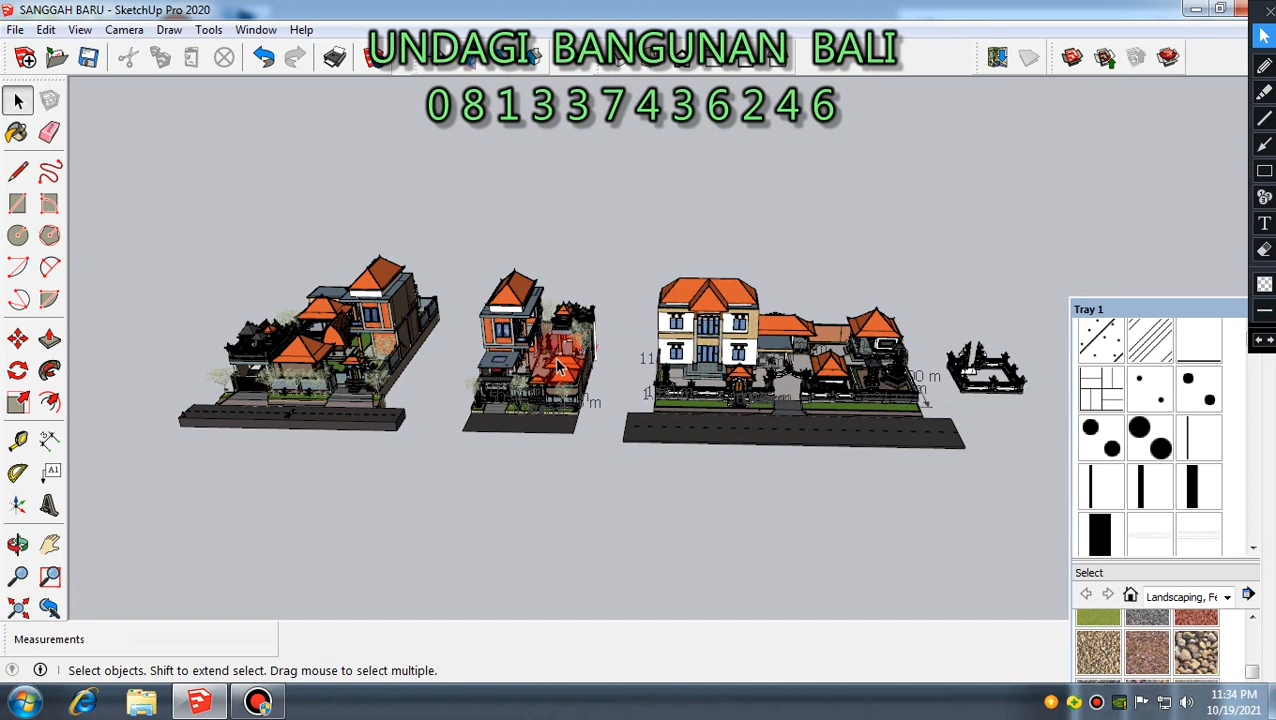 SANGGAH BARU - SketchUp Pro 2020
File Edit View Camera Draw Tools Window Help
UNDAGI BANGUNAN BALI
081337436246
Tray 1
Select
Landscaping, Fe
A1
T
Measurements
Select objects. Shift to extend select. Drag mouse to select multiple.
11:34 PM
10/19/2021